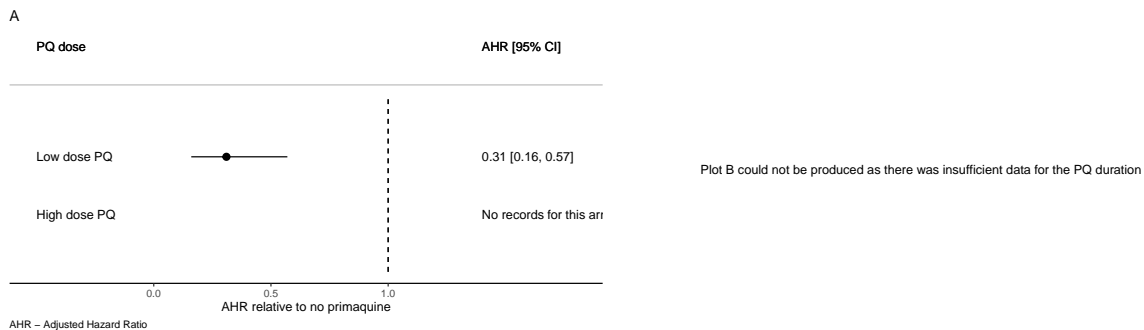 A
PQ dose AHR [95% CI]
Low dose PQ 0.31 [0.16, 0.57]
Plot B could not be produced as there was insufficient data for the PQ duration
High dose PQ No records for this arm
0.0 0.5 1.0
AHR relative to no primaquine
AHR – Adjusted Hazard Ratio